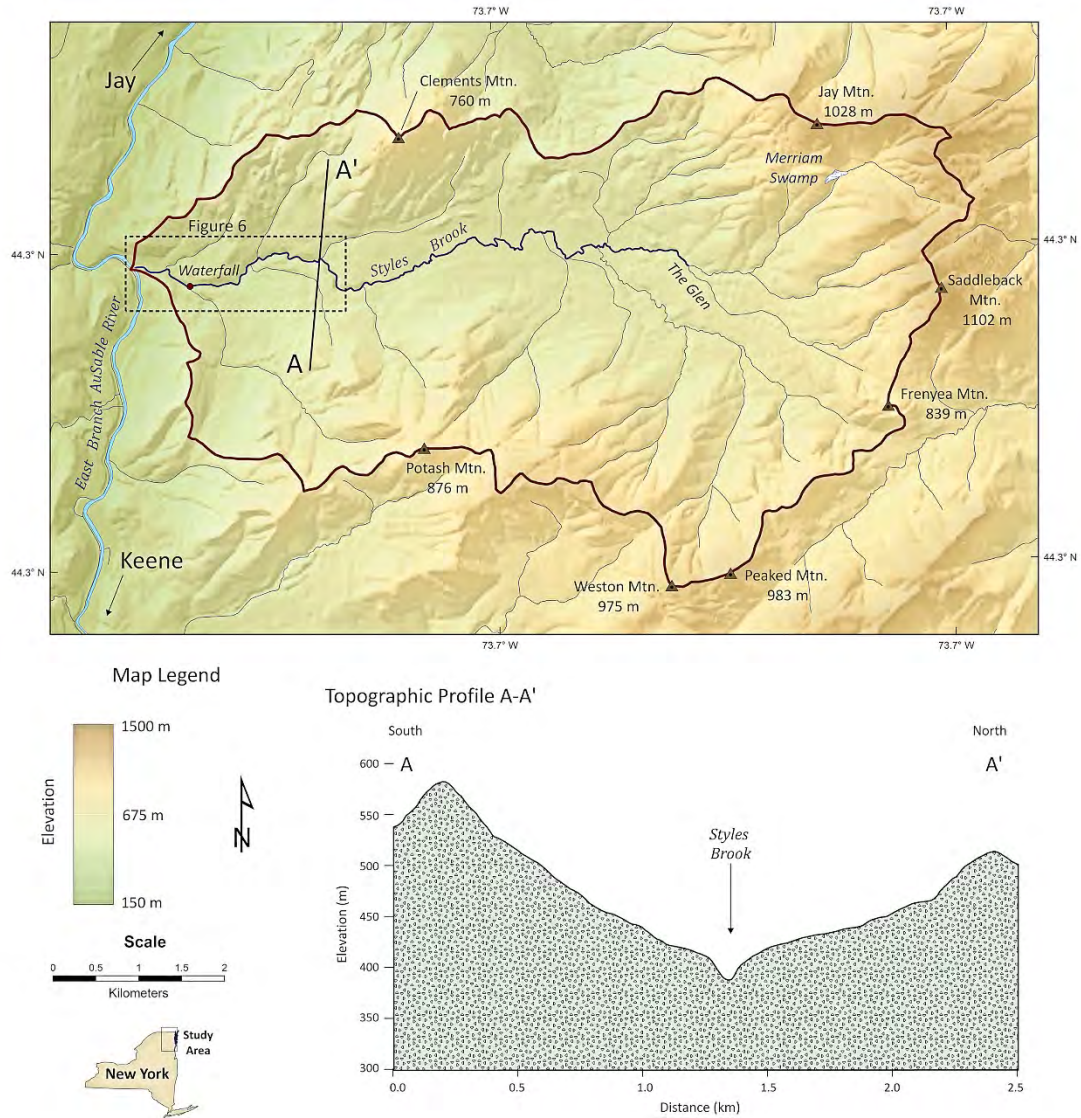 73.7° W
73.7° W
Jay
Clements Mtn.
760 m
Jay Mtn.
1028 m
A'
Merriam
Swamp
Figure 6
44.3° N
44.3° N
Waterfall
Styles
Brook
The Glen
Saddleback
Mtn.
1102 m
East Branch AuSable River
A
Frenyea Mtn.
839 m
Potash Mtn.
876 m
Keene
44.3° N
44.3° N
Weston Mtn.
975 m
Peaked Mtn.
983 m
73.7° W
73.7° W
Map Legend
1500 m
675 m
150 m
Elevation
N
Scale
0 0.5 1 1.5 2
Kilometers
Study
Area
New York
Topographic Profile A-A'
South
North
A
A'
Styles
Brook
600
550
500
450
400
350
300
Elevation (m)
0.0 0.5 1.0 1.5 2.0 2.5
Distance (km)